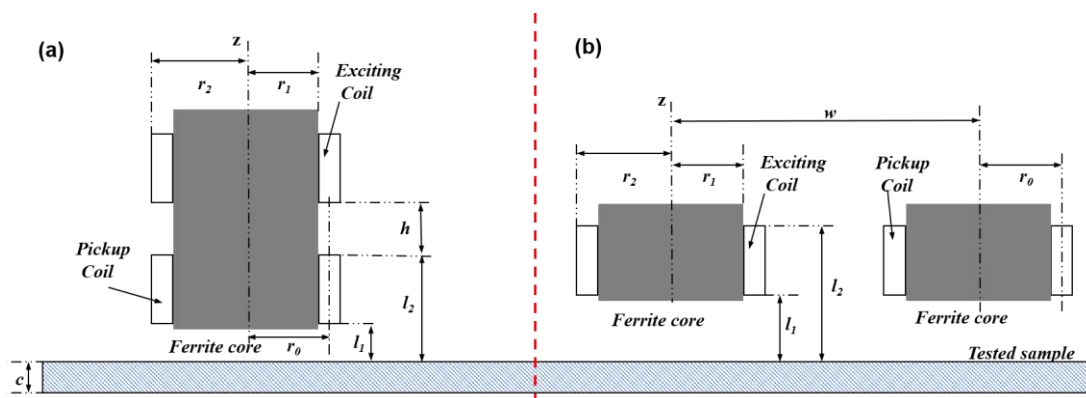 (a)
z
r2
r1
Exciting
Coil
h
Pickup
Coil
l2
l1
Ferrite core
r0
c
(b)
z
w
r2
r1
Exciting
Coil
Pickup
Coil
r0
l2
l1
Ferrite core
Ferrite core
Tested sample